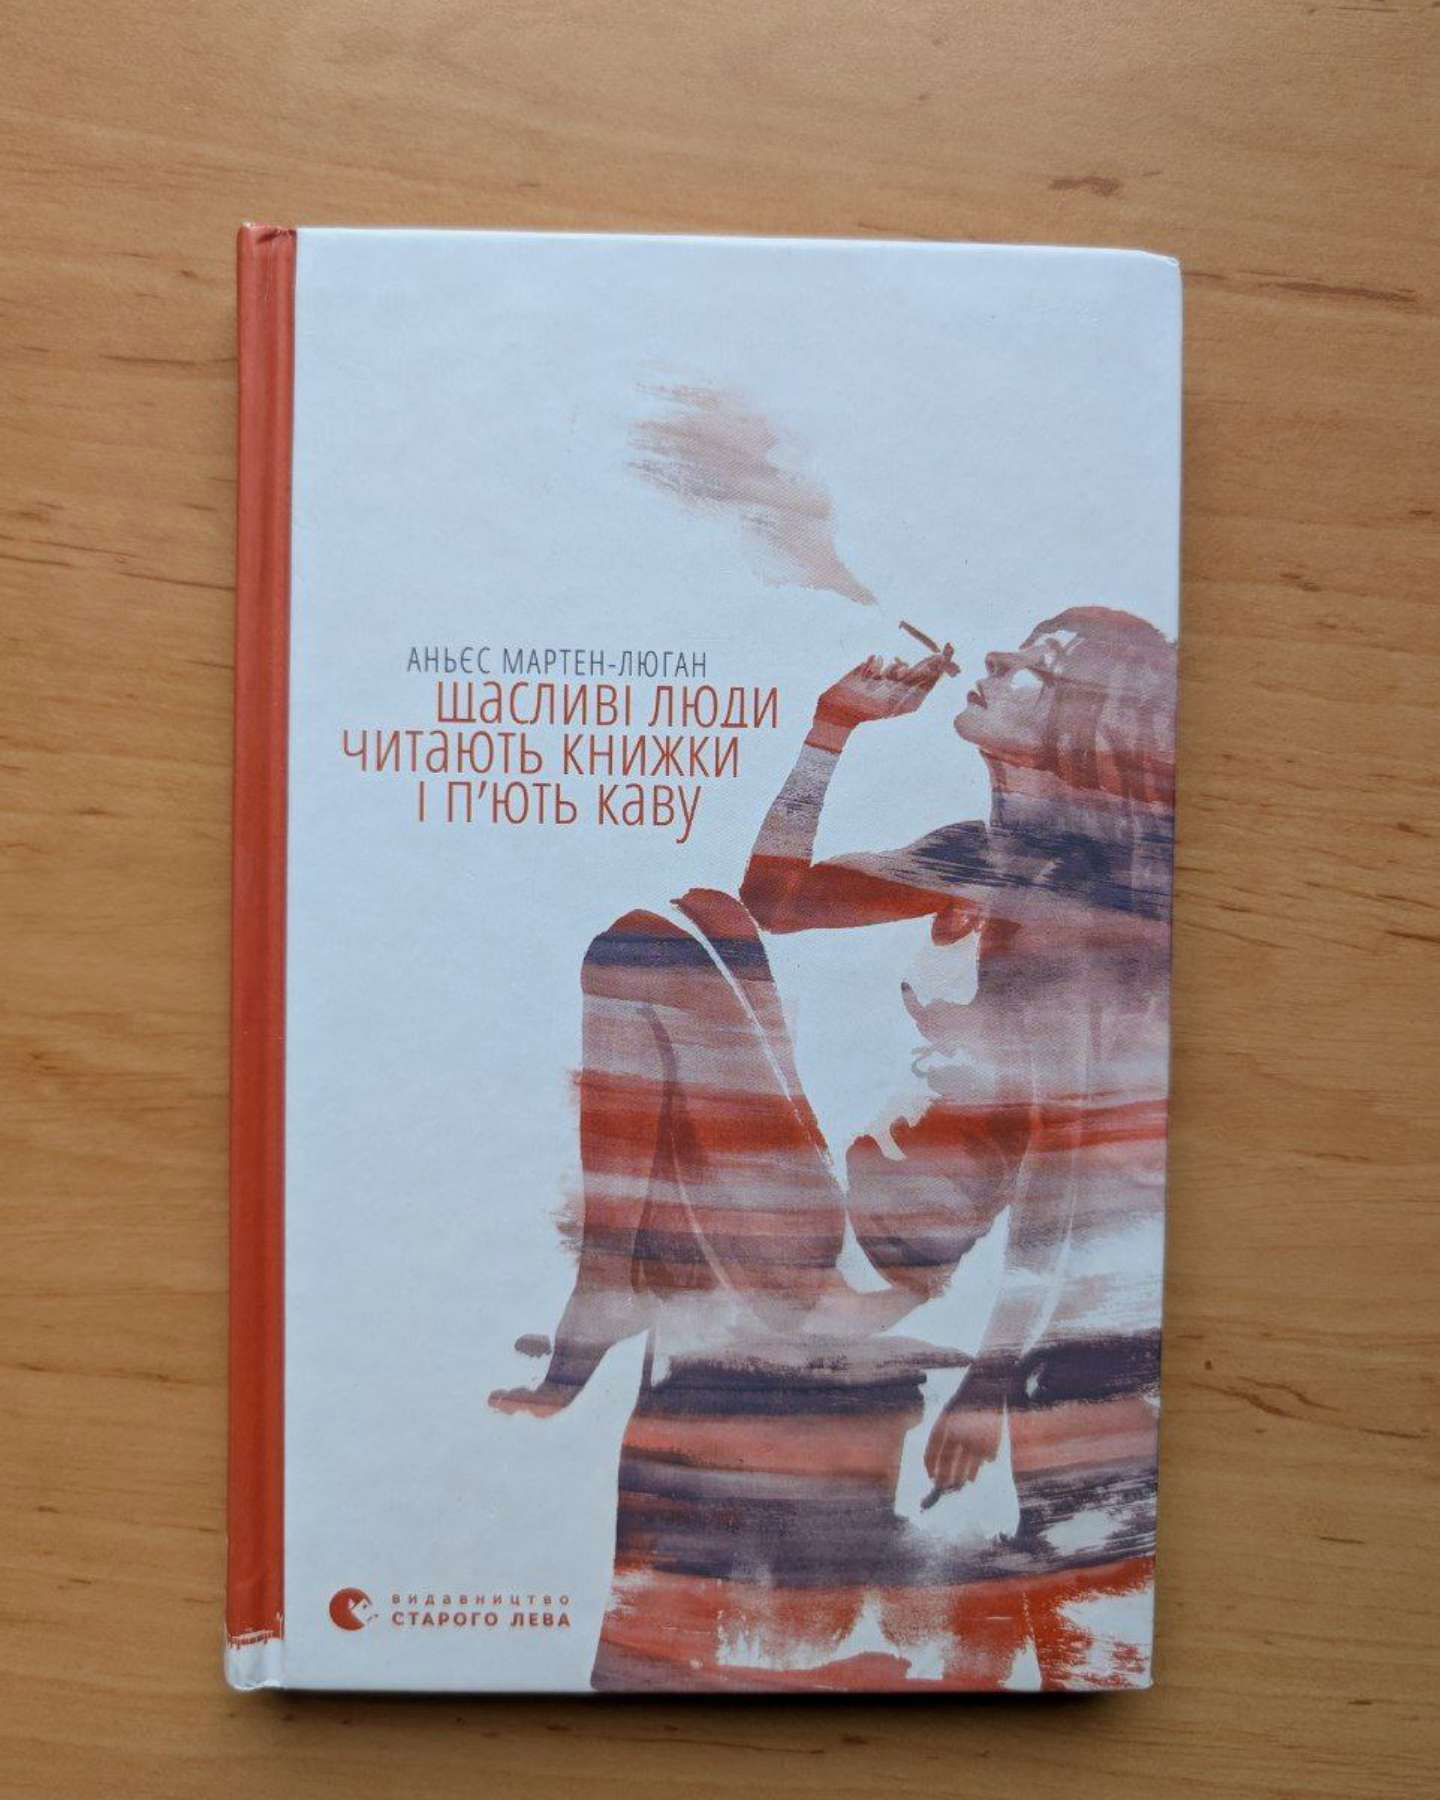 АНЬЄС МАРТЕН-ЛЮГАН
щасливі люди
читають книжки
і п’ють каву
видавництво
СТАРОГО ЛЕВА